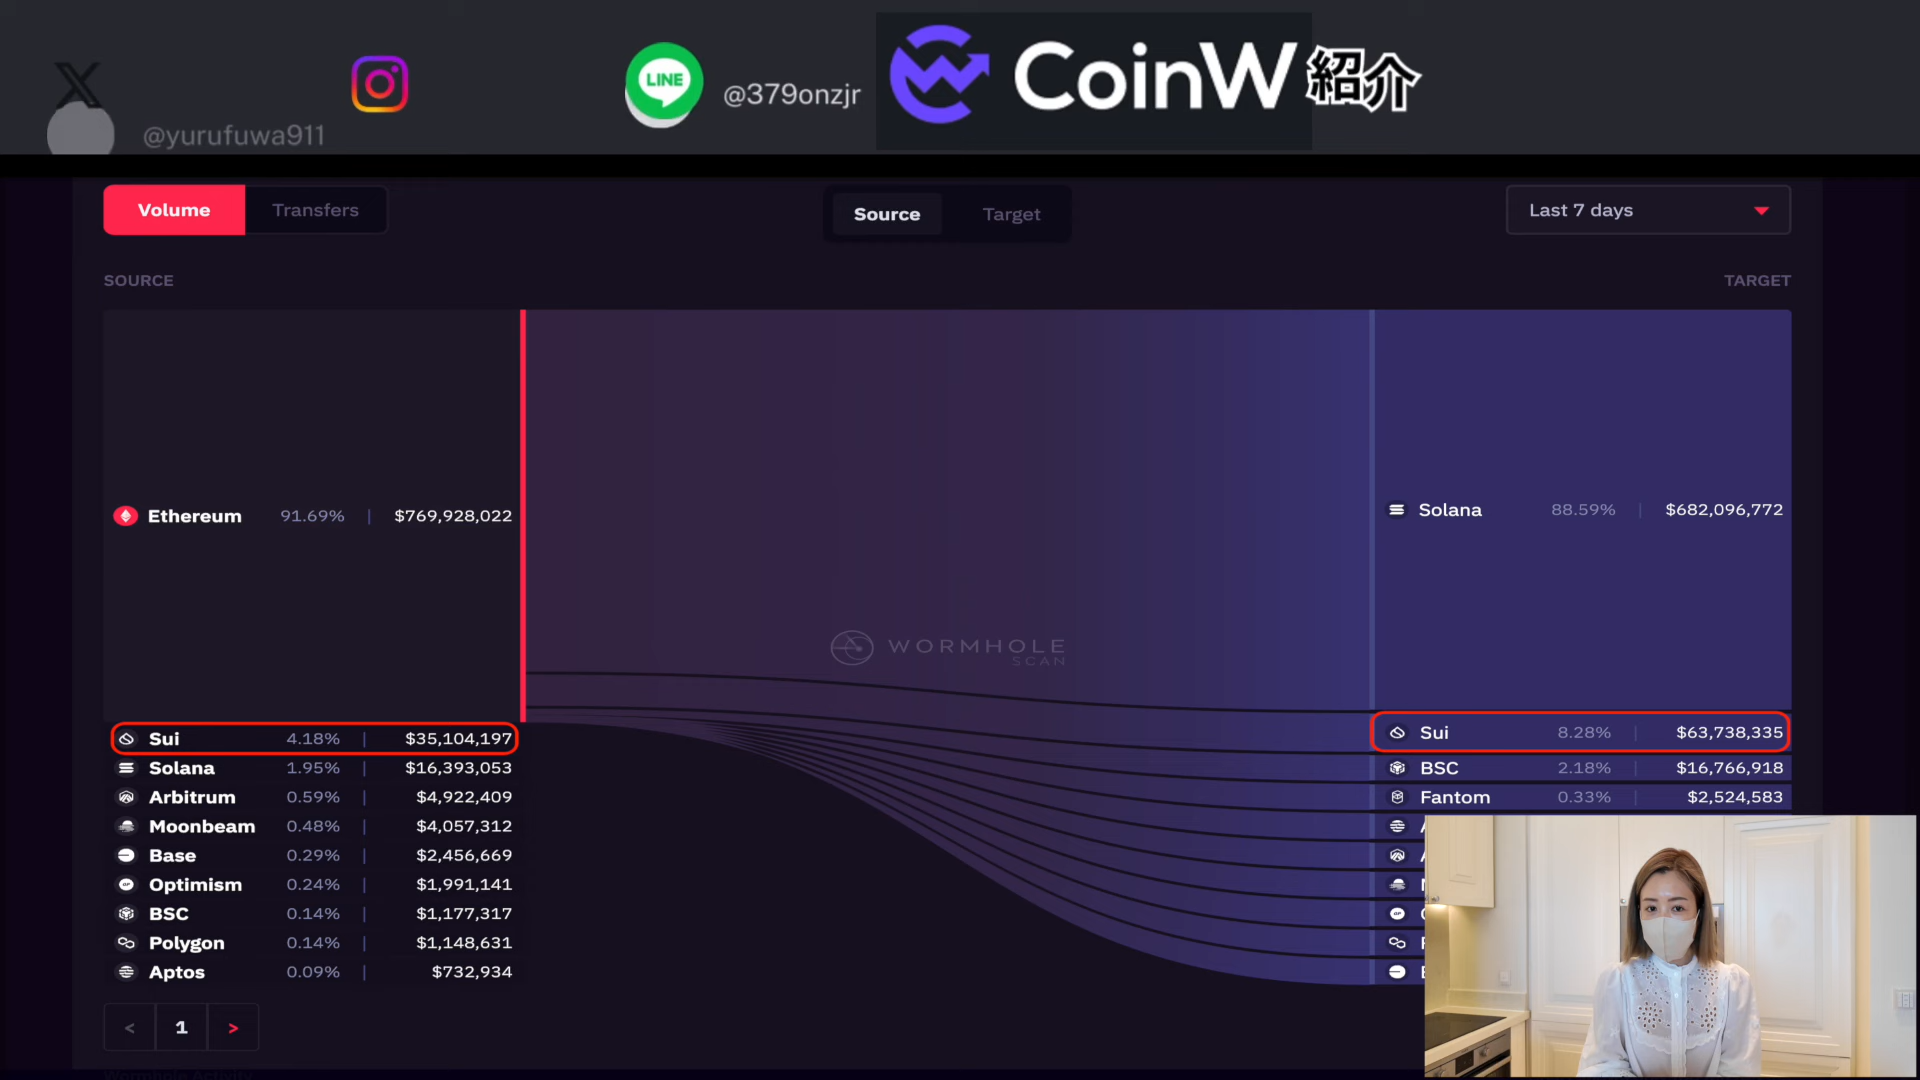 LINE
@379onzjr
CoinW紹介
@yurufuwa911
Volume
Transfers
Source
Target
Last 7 days
SOURCE
TARGET
Ethereum 91.69% | $769,928,022
Solana 88.59% | $682,096,772
WORMHOLE
SCAN
Sui 4.18% | $35,104,197
Solana 1.95% | $16,393,053
Arbitrum 0.59% | $4,922,409
Moonbeam 0.48% | $4,057,312
Base 0.29% | $2,456,669
Optimism 0.24% | $1,991,141
BSC 0.14% | $1,177,317
Polygon 0.14% | $1,148,631
Aptos 0.09% | $732,934
Sui 8.28% | $63,738,335
BSC 2.18% | $16,766,918
Fantom 0.33% | $2,524,583
< 1 >
Wormhole Activity